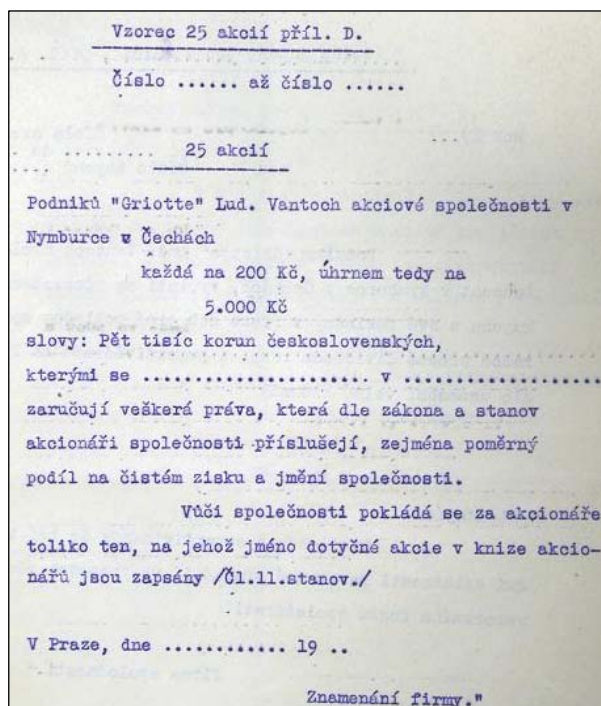 Vzorec 25 akcií příl. D.
Číslo ...... až číslo ......
25 akcií
Podniků "Griotte" Lud. Vantoch akciové společnosti v
Nymburce v Čechách
každá na 200 Kč, úhrnem tedy na
5.000 Kč
slovy: Pět tisíc korun československých,
kterými se ...................... v ...................
zaručují veškerá práva, která dle zákona a stanov
akcionáři společnosti příslušejí, zejména poměrný
podíl na čistém zisku a jmění společnosti.
Vůči společnosti pokládá se za akcionáře
toliko ten, na jehož jméno dotyčné akcie v knize akcio-
nářů jsou zapsány /Čl.11.stanov./
V Praze, dne ............ 19 ..
Znamenání firmy."